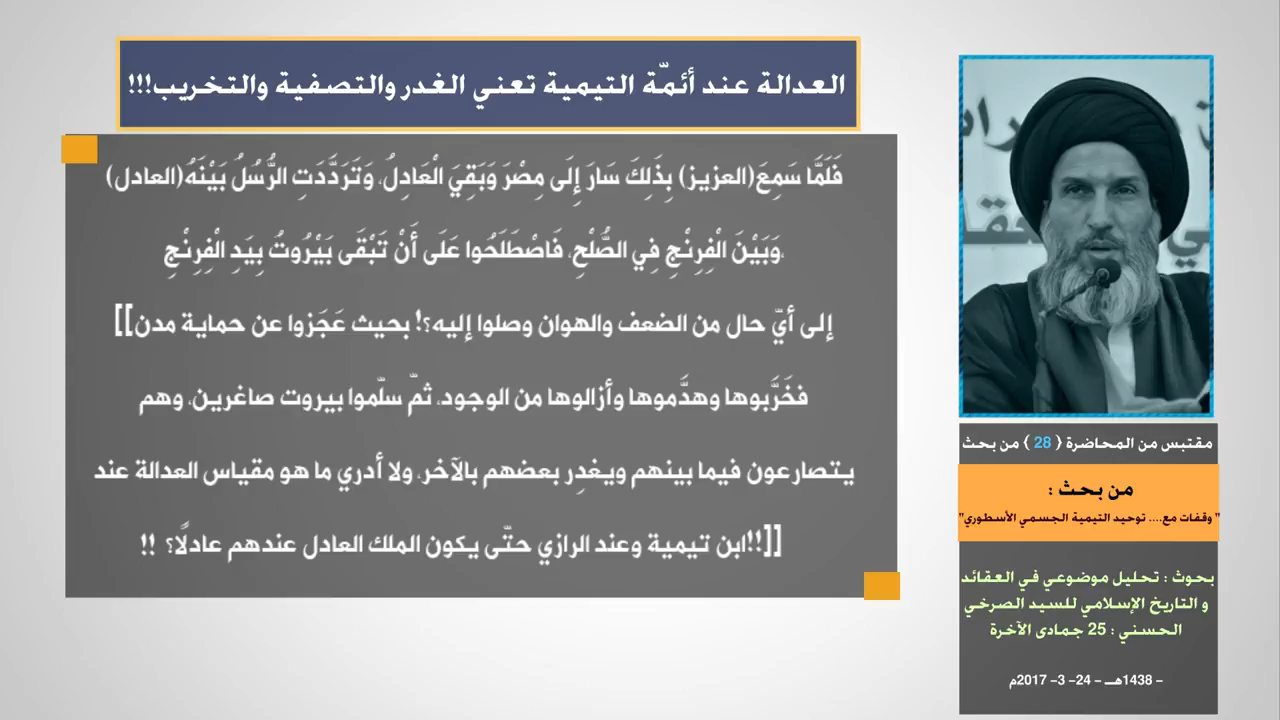 العدالة عند أئمّة التيمية تعني الغدر والتصفية والتخريب!!!
فَلَمَّا سَمِعَ(العزيز) بِذَلِكَ سَارَ إِلَى مِصْرَ وَبَقِيَ الْعَادِلُ، وَتَرَدَّدَتِ الرُّسُلُ بَيْنَهُ(العادل)
،وَبَيْنَ الْفِرِنْجِ فِي الصُّلْحِ، فَاصْطَلَحُوا عَلَى أَنْ تَبْقَى بَيْرُوتُ بِيَدِ الْفِرِنْجِ
إلى أيّ حال من الضعف والهوان وصلوا إليه؟! بحيث عَجَزوا عن حماية مدن]]
فخَرَّبوها وهدَّموها وأزالوها من الوجود، ثمّ سلّموا بيروت صاغرين، وهم
يتصارعون فيما بينهم ويغدِر بعضهم بالآخر، ولا أدري ما هو مقياس العدالة عند
[[!!ابن تيمية وعند الرازي حتّى يكون الملك العادل عندهم عادلًا؟ !!
مقتبس من المحاضرة ( 28 ) من بحث
من بحث :
" وقفات مع.... توحيد التيمية الجسمي الأسطوري"
بحوث : تحليل موضوعي في العقائد
و التاريخ الإسلامي للسيد الصرخي
الحسني : 25 جمادى الآخرة
– 1438هـ – 24– 3– 2017م